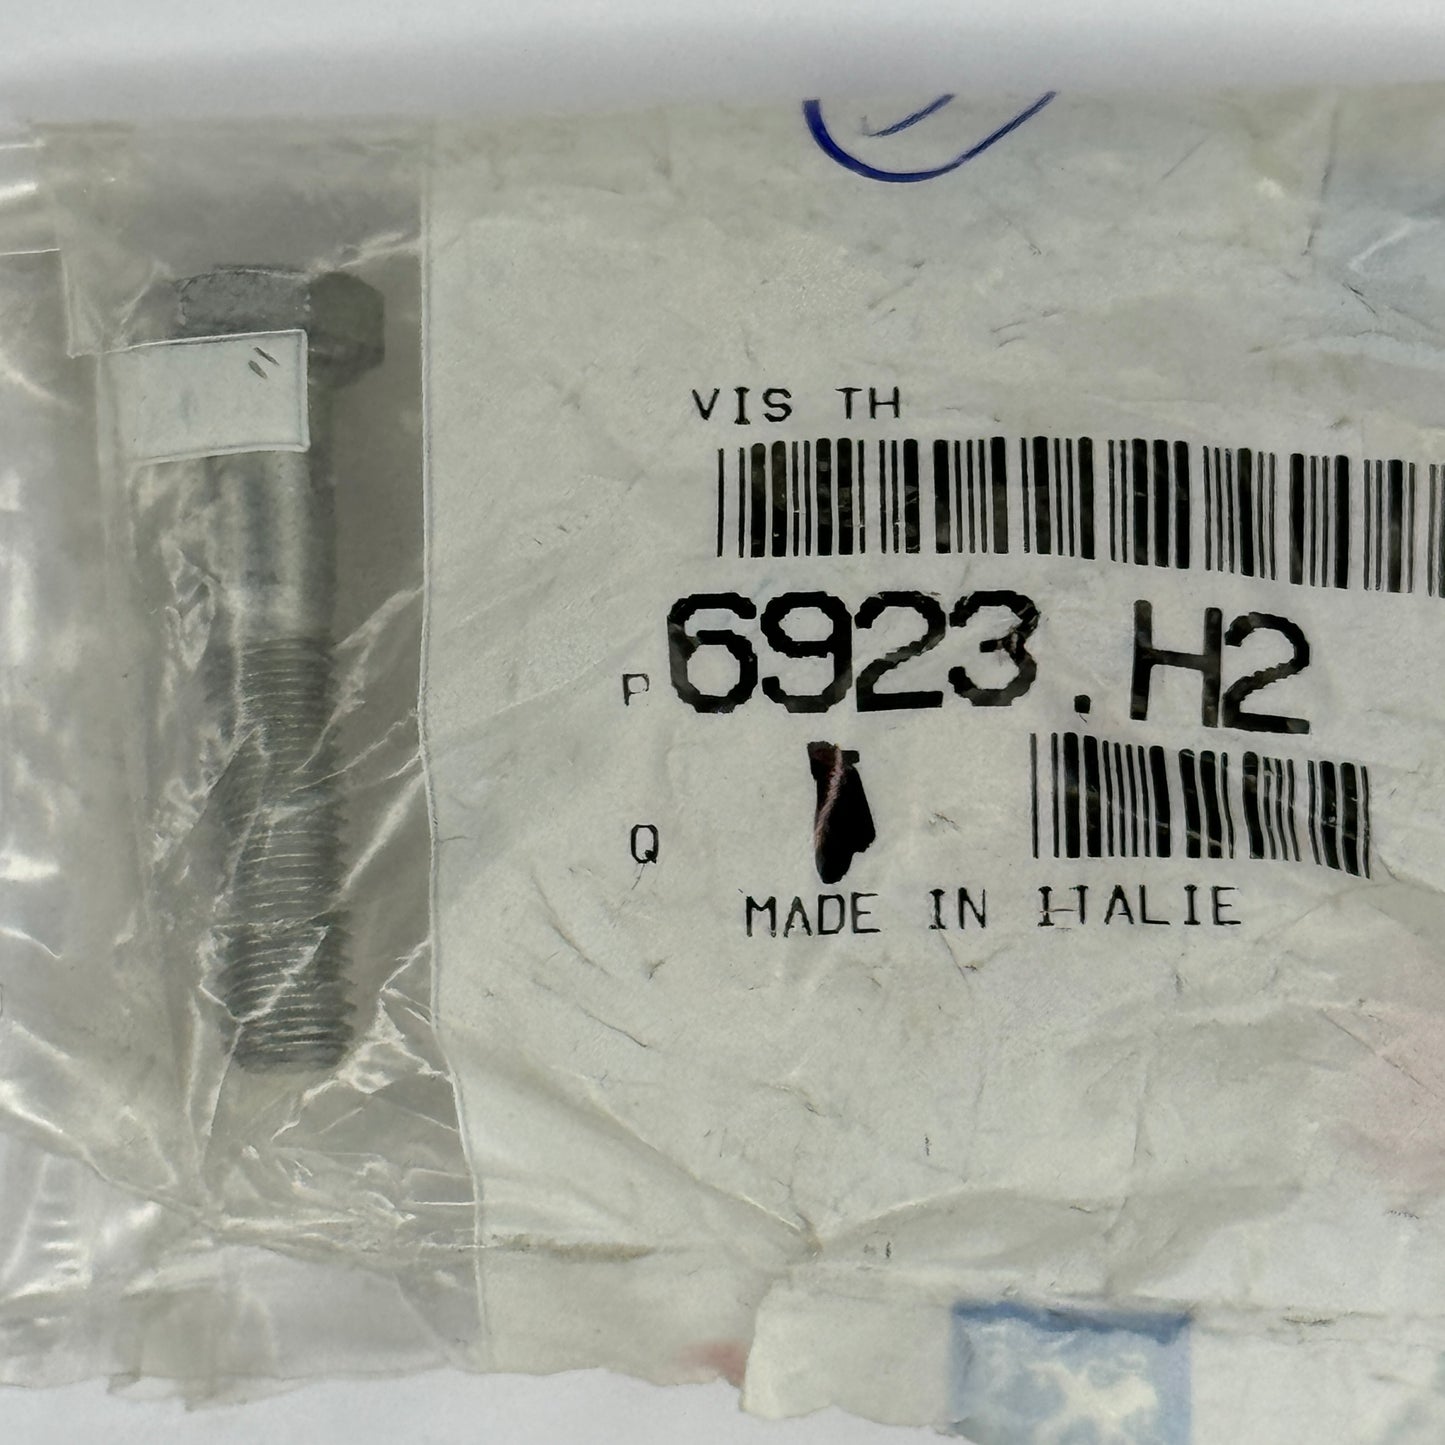 VIS TH
P 6923.H2
Q
MADE IN ITALIE